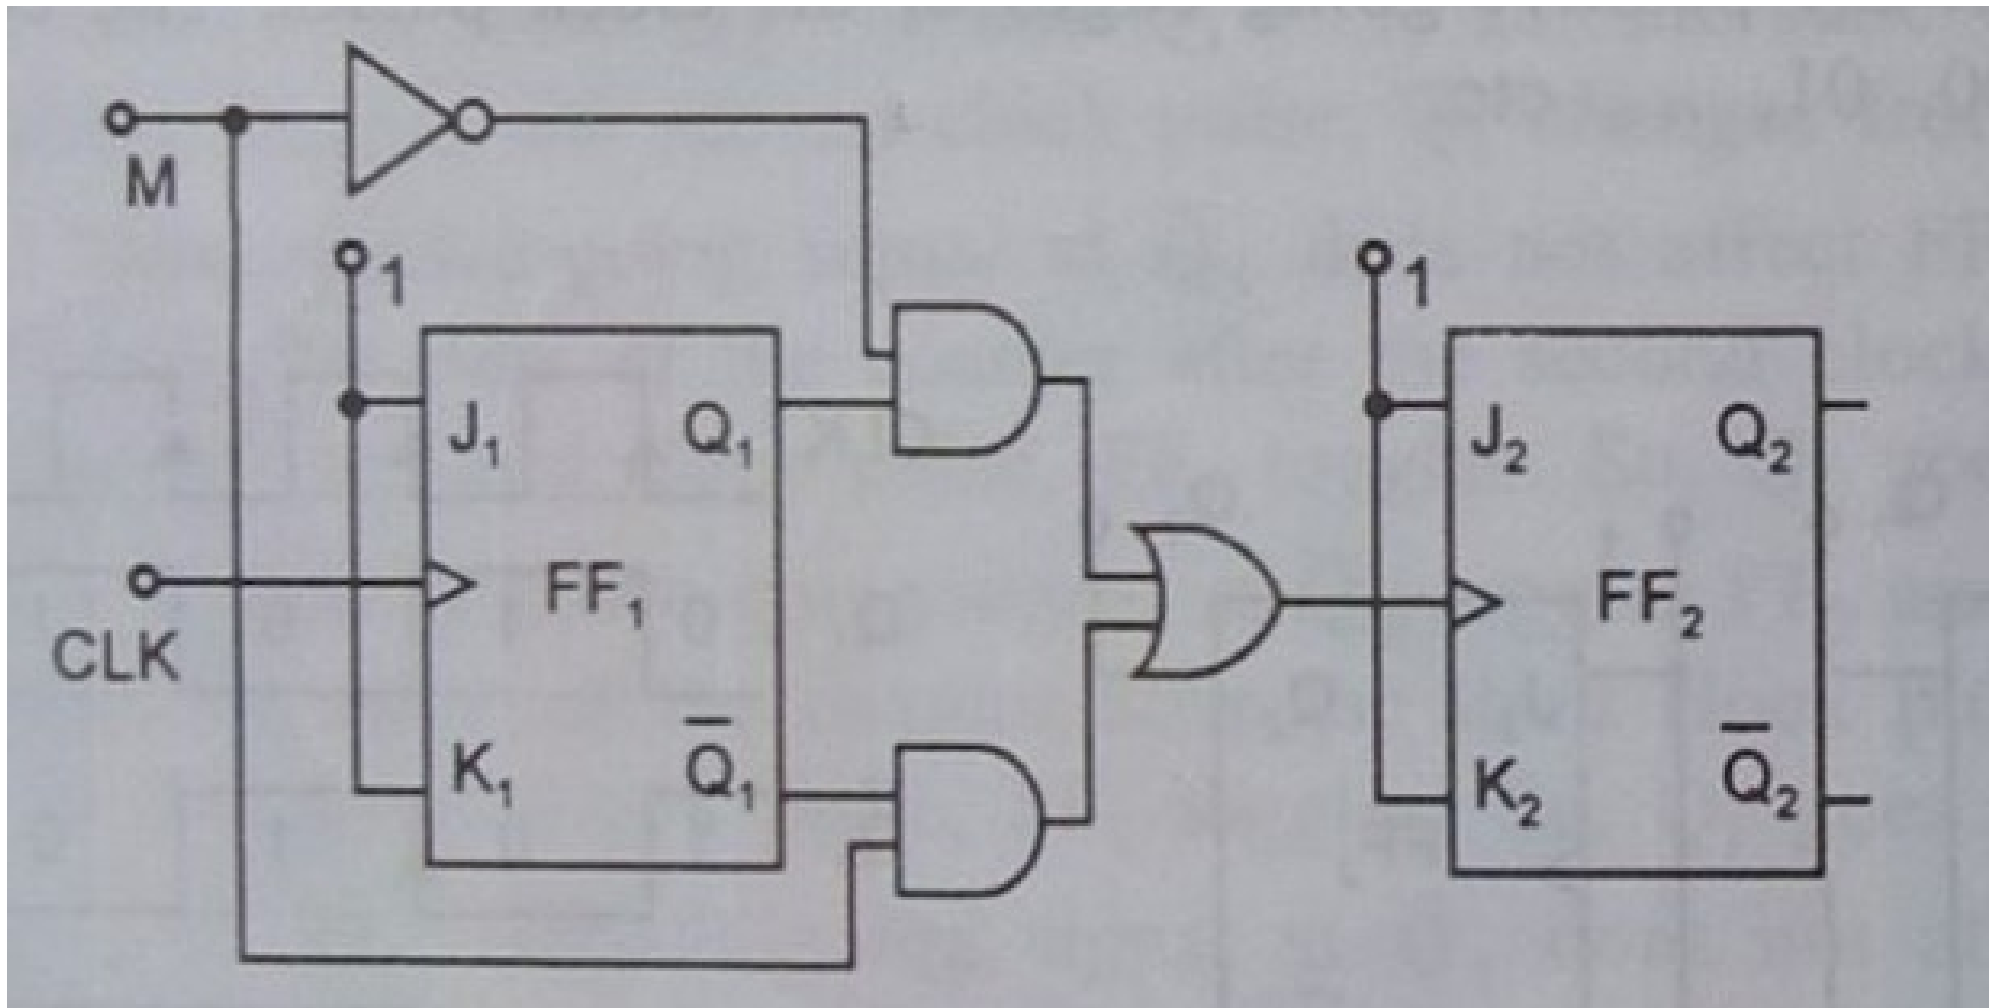 M
1
1
J₁
Q₁
J₂
Q₂
CLK
FF₁
FF₂
K₁
Q̅₁
K₂
Q̅₂